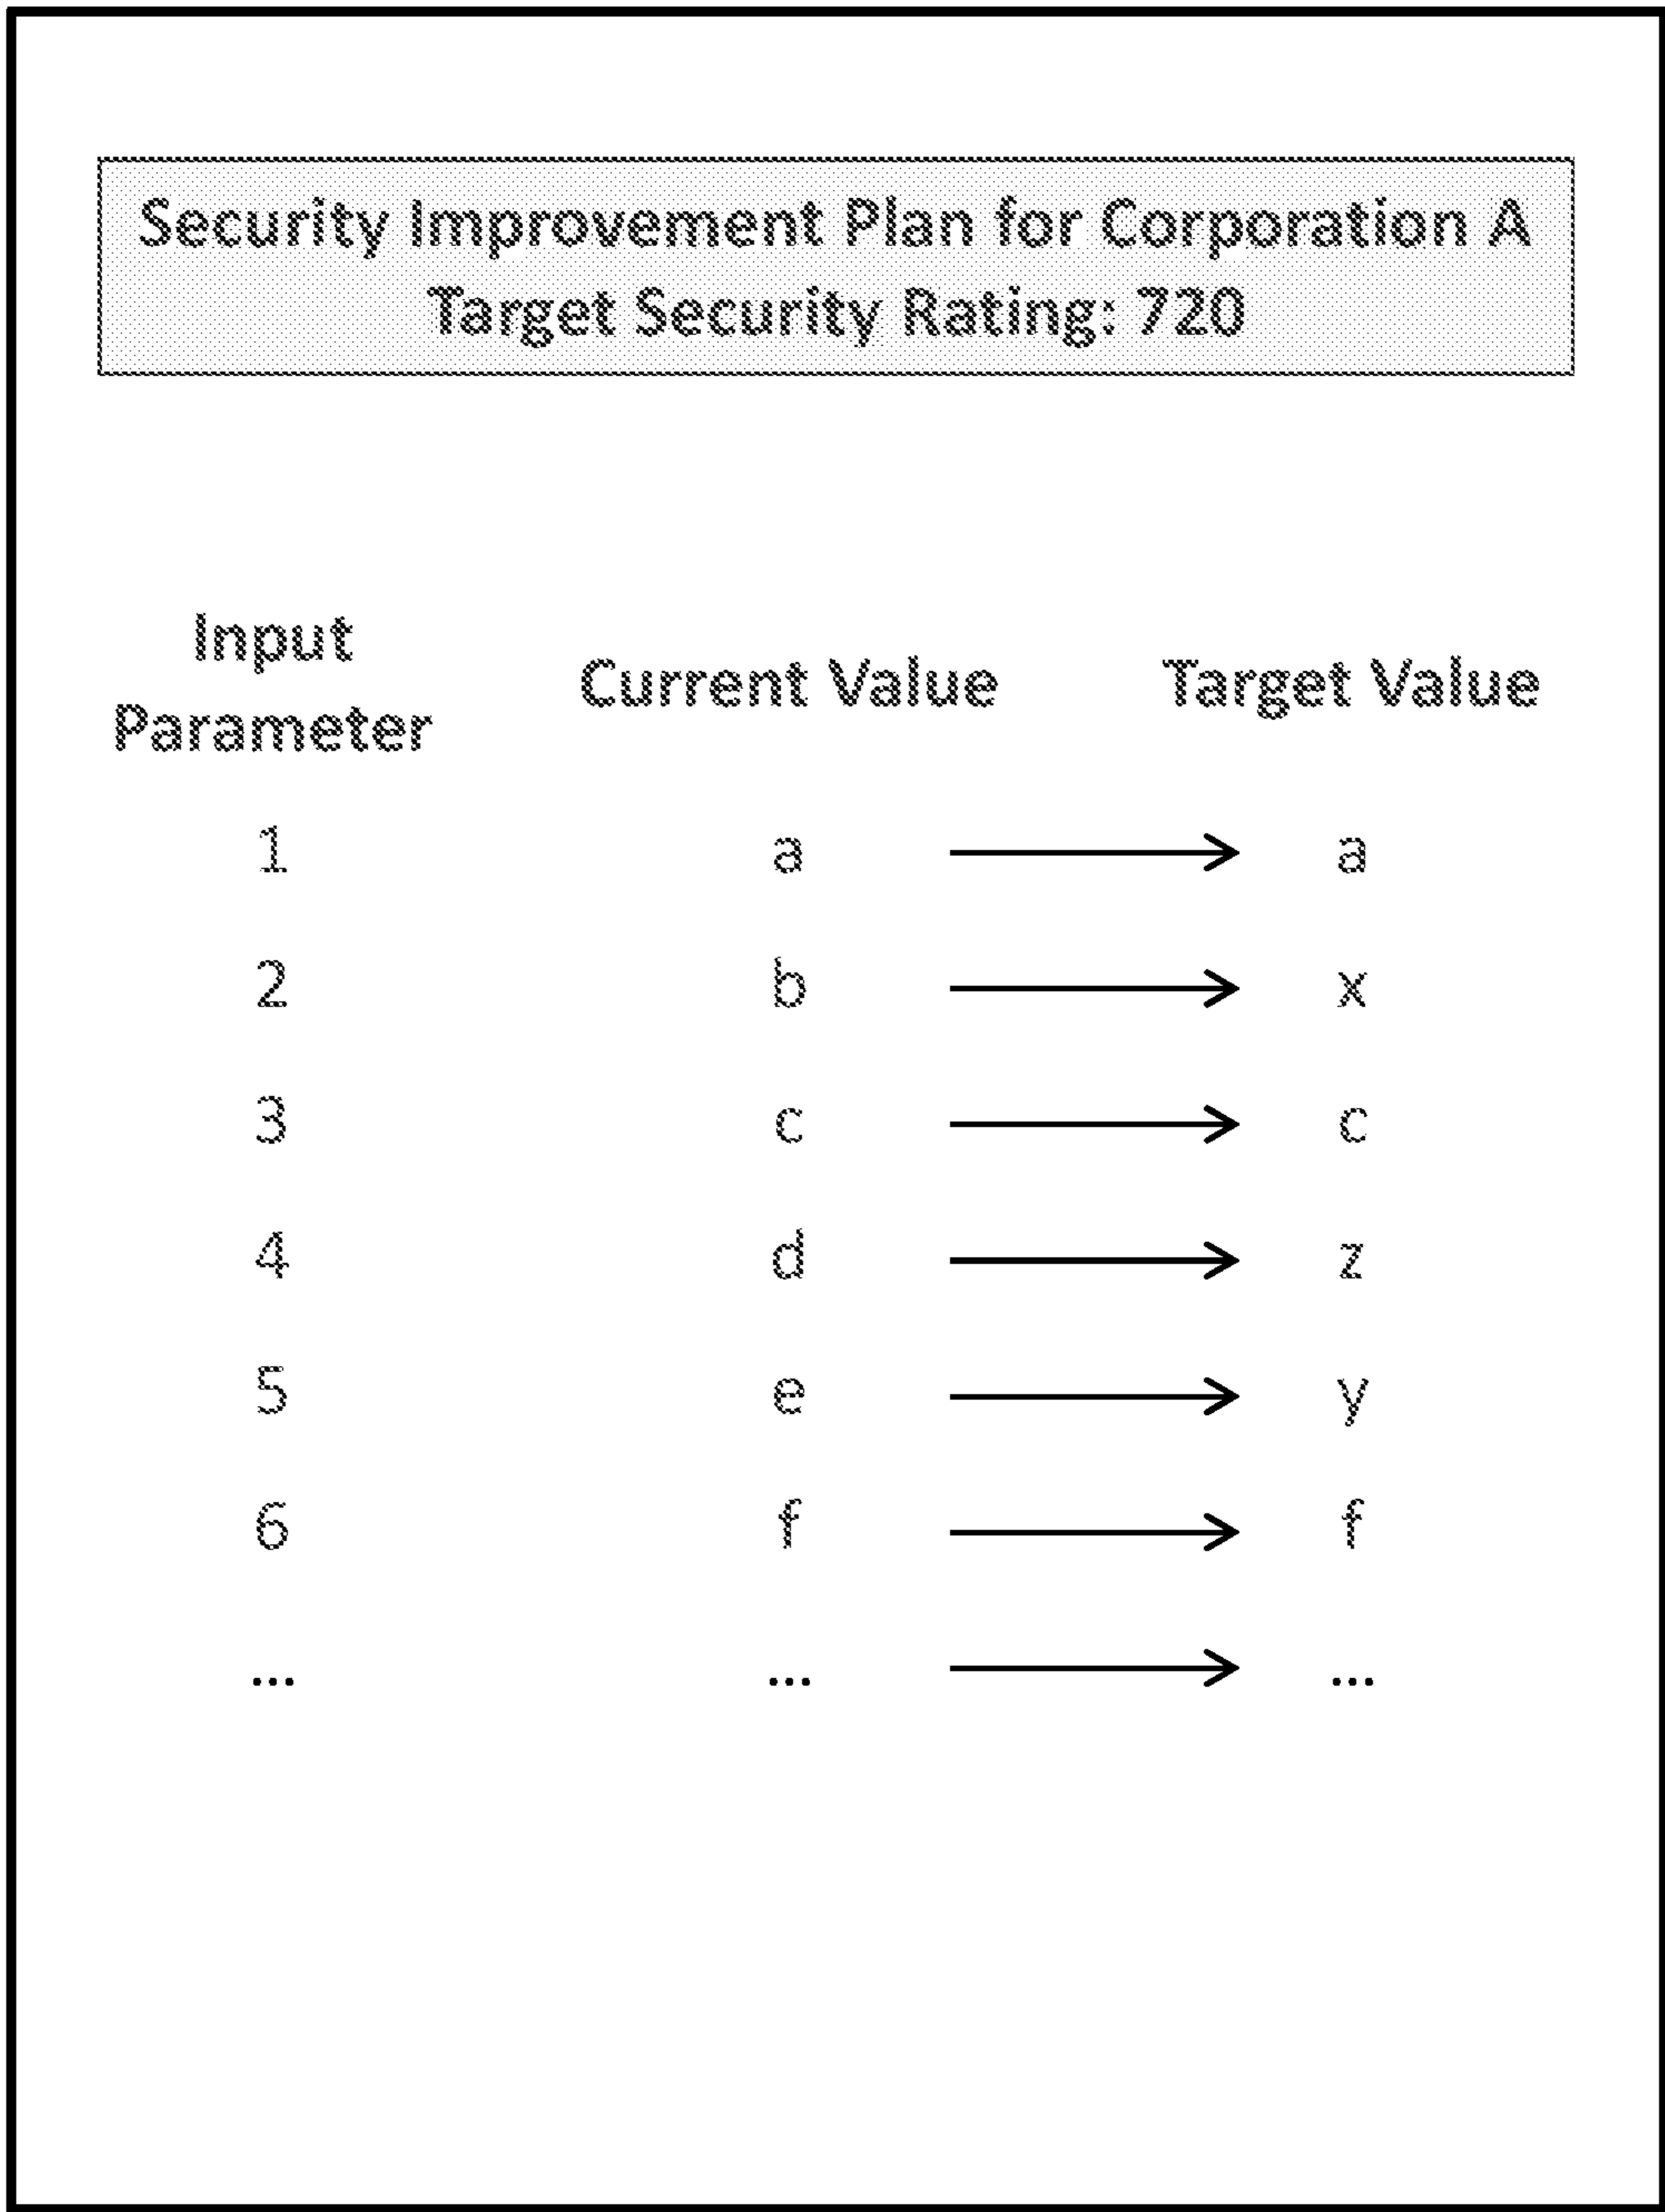 Security Improvement Plan for Corporation A
Target Security Rating: 720
Input
Parameter
Current Value
Target Value
1 a a
2 b x
3 c c
4 d z
5 e y
6 f f
... ... ...